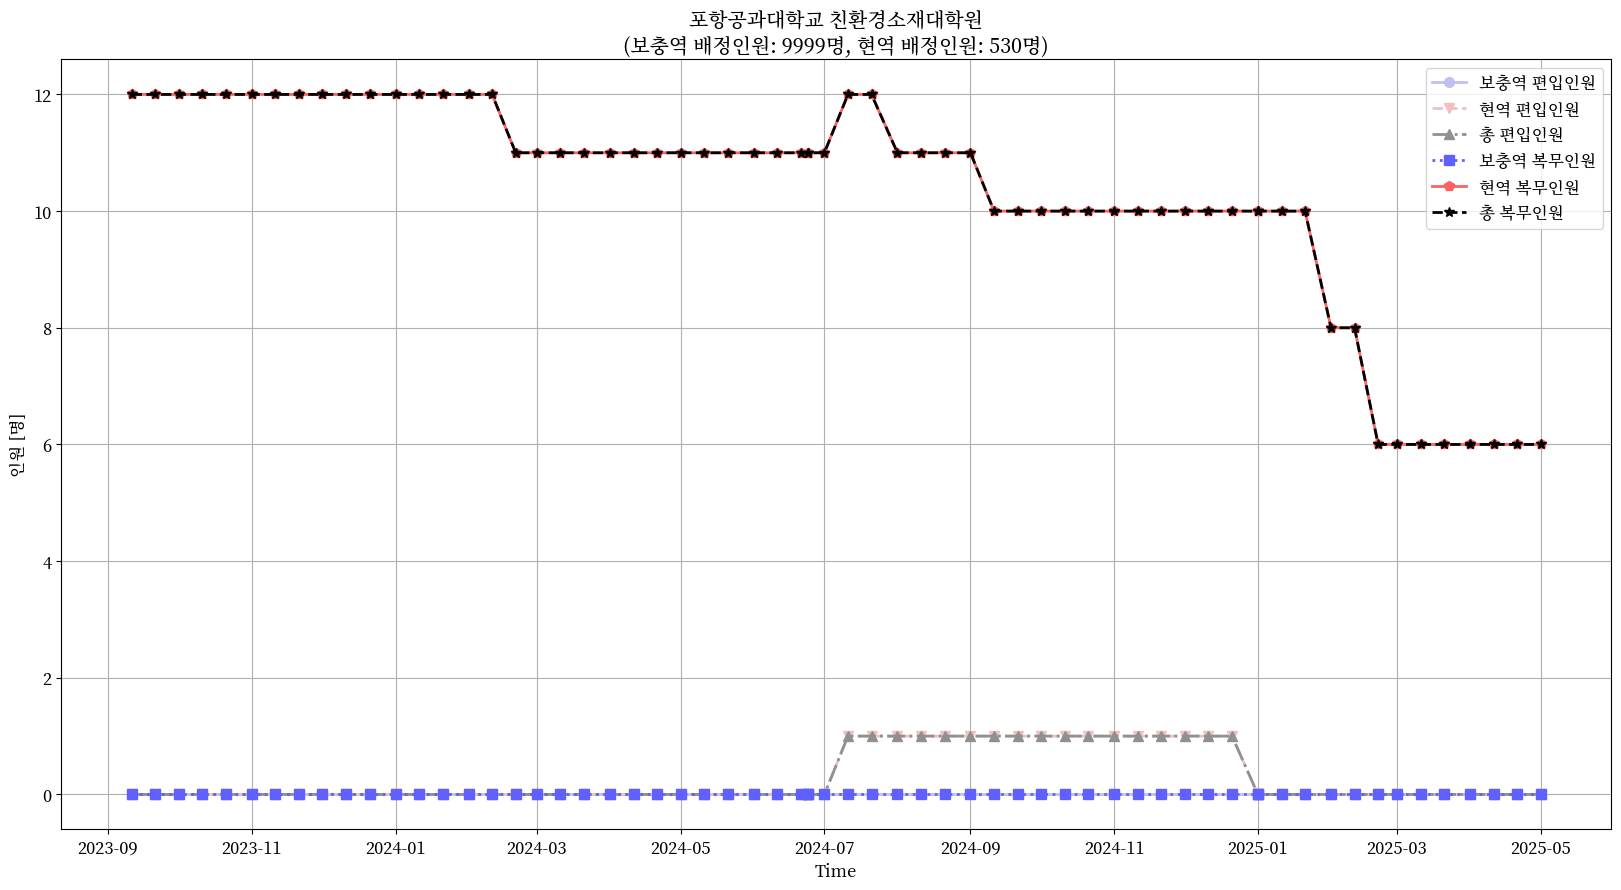 포항공과대학교 친환경소재대학원
(보충역 배정인원: 9999명, 현역 배정인원: 530명)
보충역 편입인원
현역 편입인원
총 편입인원
보충역 복무인원
현역 복무인원
총 복무인원
인원 [명]
12
10
8
6
4
2
0
2023-09 2023-11 2024-01 2024-03 2024-05 2024-07 2024-09 2024-11 2025-01 2025-03 2025-05
Time